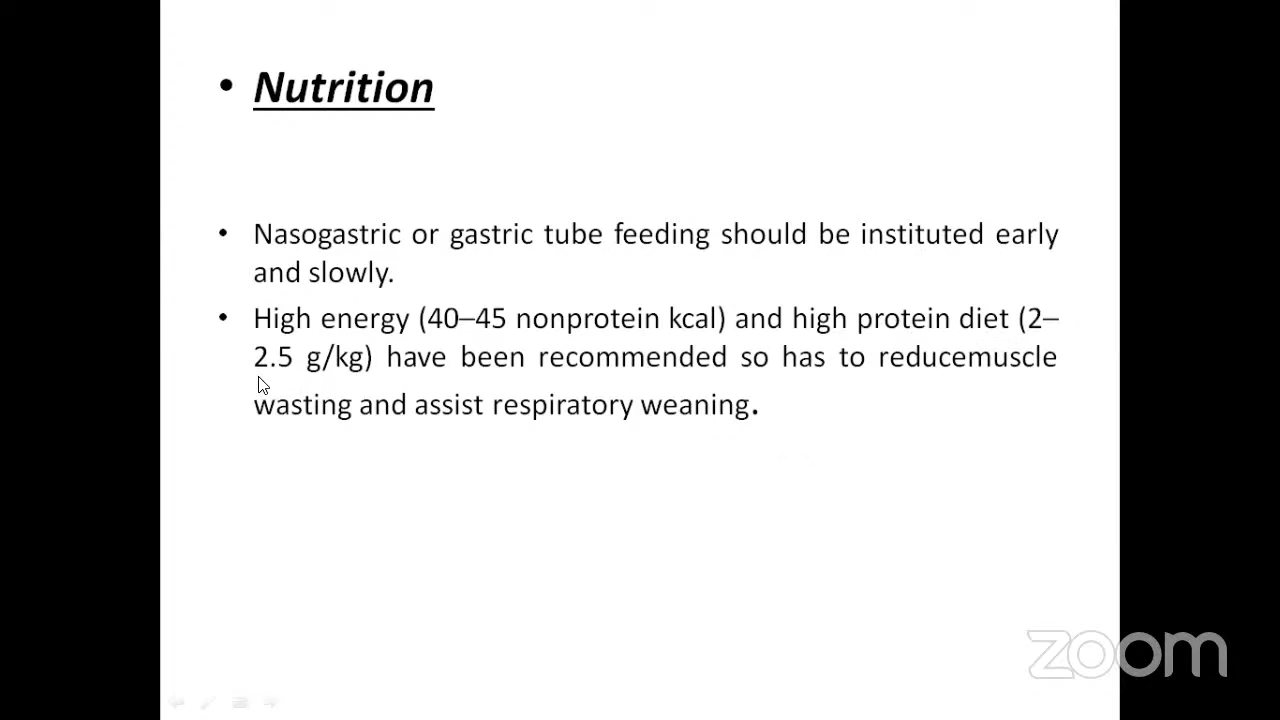 • Nutrition
• Nasogastric or gastric tube feeding should be instituted early
and slowly.
• High energy (40–45 nonprotein kcal) and high protein diet (2–
2.5 g/kg) have been recommended so has to reducemuscle
wasting and assist respiratory weaning.
zoom